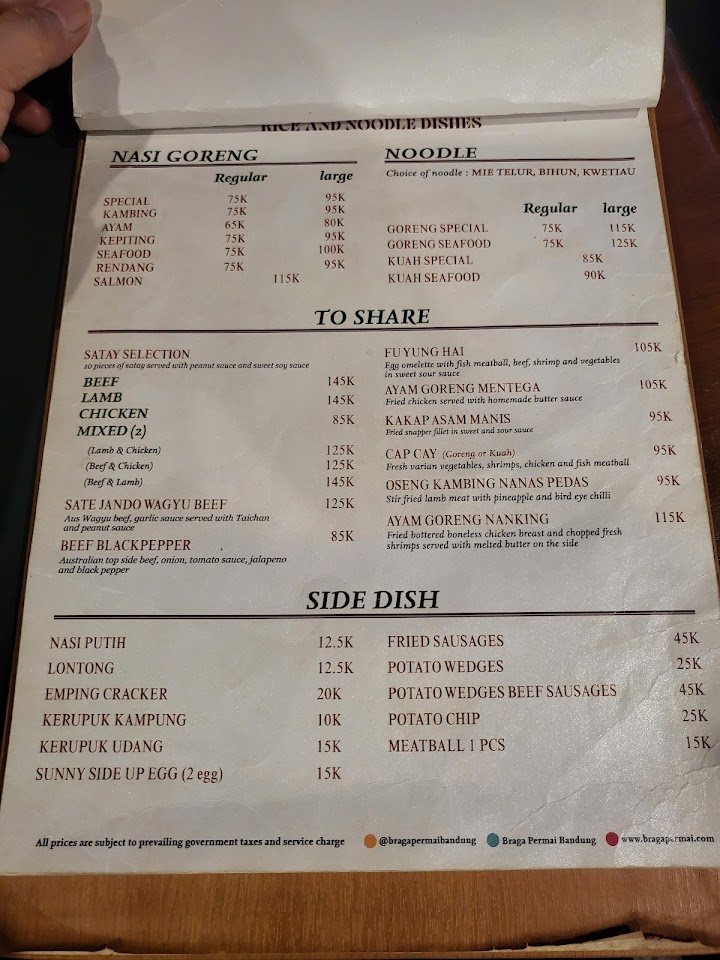 RICE AND NOODLE DISHES
NASI GORENG
Regular large
SPECIAL 75K 95K
KAMBING 75K 95K
AYAM 65K 80K
KEPITING 75K 95K
SEAFOOD 75K 100K
RENDANG 75K 95K
SALMON 115K
NOODLE
Choice of noodle : MIE TELUR, BIHUN, KWETIAU
Regular large
GORENG SPECIAL 75K 115K
GORENG SEAFOOD 75K 125K
KUAH SPECIAL 85K
KUAH SEAFOOD 90K
TO SHARE
SATAY SELECTION
10 pieces of satay served with peanut sauce and sweet soy sauce
BEEF 145K
LAMB 145K
CHICKEN 85K
MIXED (2)
(Lamb & Chicken) 125K
(Beef & Chicken) 125K
(Beef & Lamb) 145K
SATE JANDO WAGYU BEEF 125K
Aus Wagyu beef, garlic sauce served with Taichan
and peanut sauce
BEEF BLACKPEPPER 85K
Australian top side beef, onion, tomato sauce, jalapeno
and black pepper
FUYUNG HAI 105K
Egg omelette with fish meatball, beef, shrimp and vegetables
in sweet sour sauce
AYAM GORENG MENTEGA 105K
Fried chicken served with homemade butter sauce
KAKAP ASAM MANIS 95K
Fried snapper fillet in sweet and sour sauce
CAP CAY (Goreng or Kuah) 95K
Fresh varian vegetables, shrimps, chicken and fish meatball
OSENG KAMBING NANAS PEDAS 95K
Stir fried lamb meat with pineapple and bird eye chilli
AYAM GORENG NANKING 115K
Fried bottered boneless chicken breast and chopped fresh
shrimps served with melted butter on the side
SIDE DISH
NASI PUTIH 12.5K
LONTONG 12.5K
EMPING CRACKER 20K
KERUPUK KAMPUNG 10K
KERUPUK UDANG 15K
SUNNY SIDE UP EGG (2 egg) 15K
FRIED SAUSAGES 45K
POTATO WEDGES 25K
POTATO WEDGES BEEF SAUSAGES 45K
POTATO CHIP 25K
MEATBALL 1 PCS 15K
All prices are subject to prevailing government taxes and service charge
@bragapermaibandung Braga Permai Bandung www.bragapermai.com